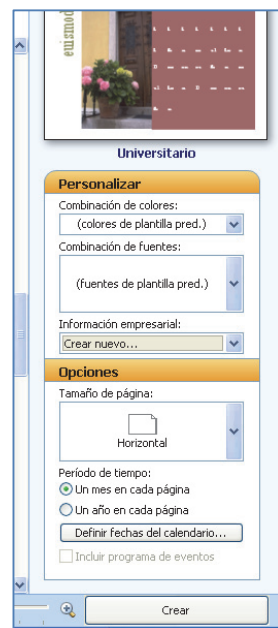 euismod
Universitario
Personalizar
Combinación de colores:
(colores de plantilla pred.)
Combinación de fuentes:
(fuentes de plantilla pred.)
Información empresarial:
Crear nuevo...
Opciones
Tamaño de página:
Horizontal
Período de tiempo:
Un mes en cada página
Un año en cada página
Definir fechas del calendario...
Incluir programa de eventos
Crear